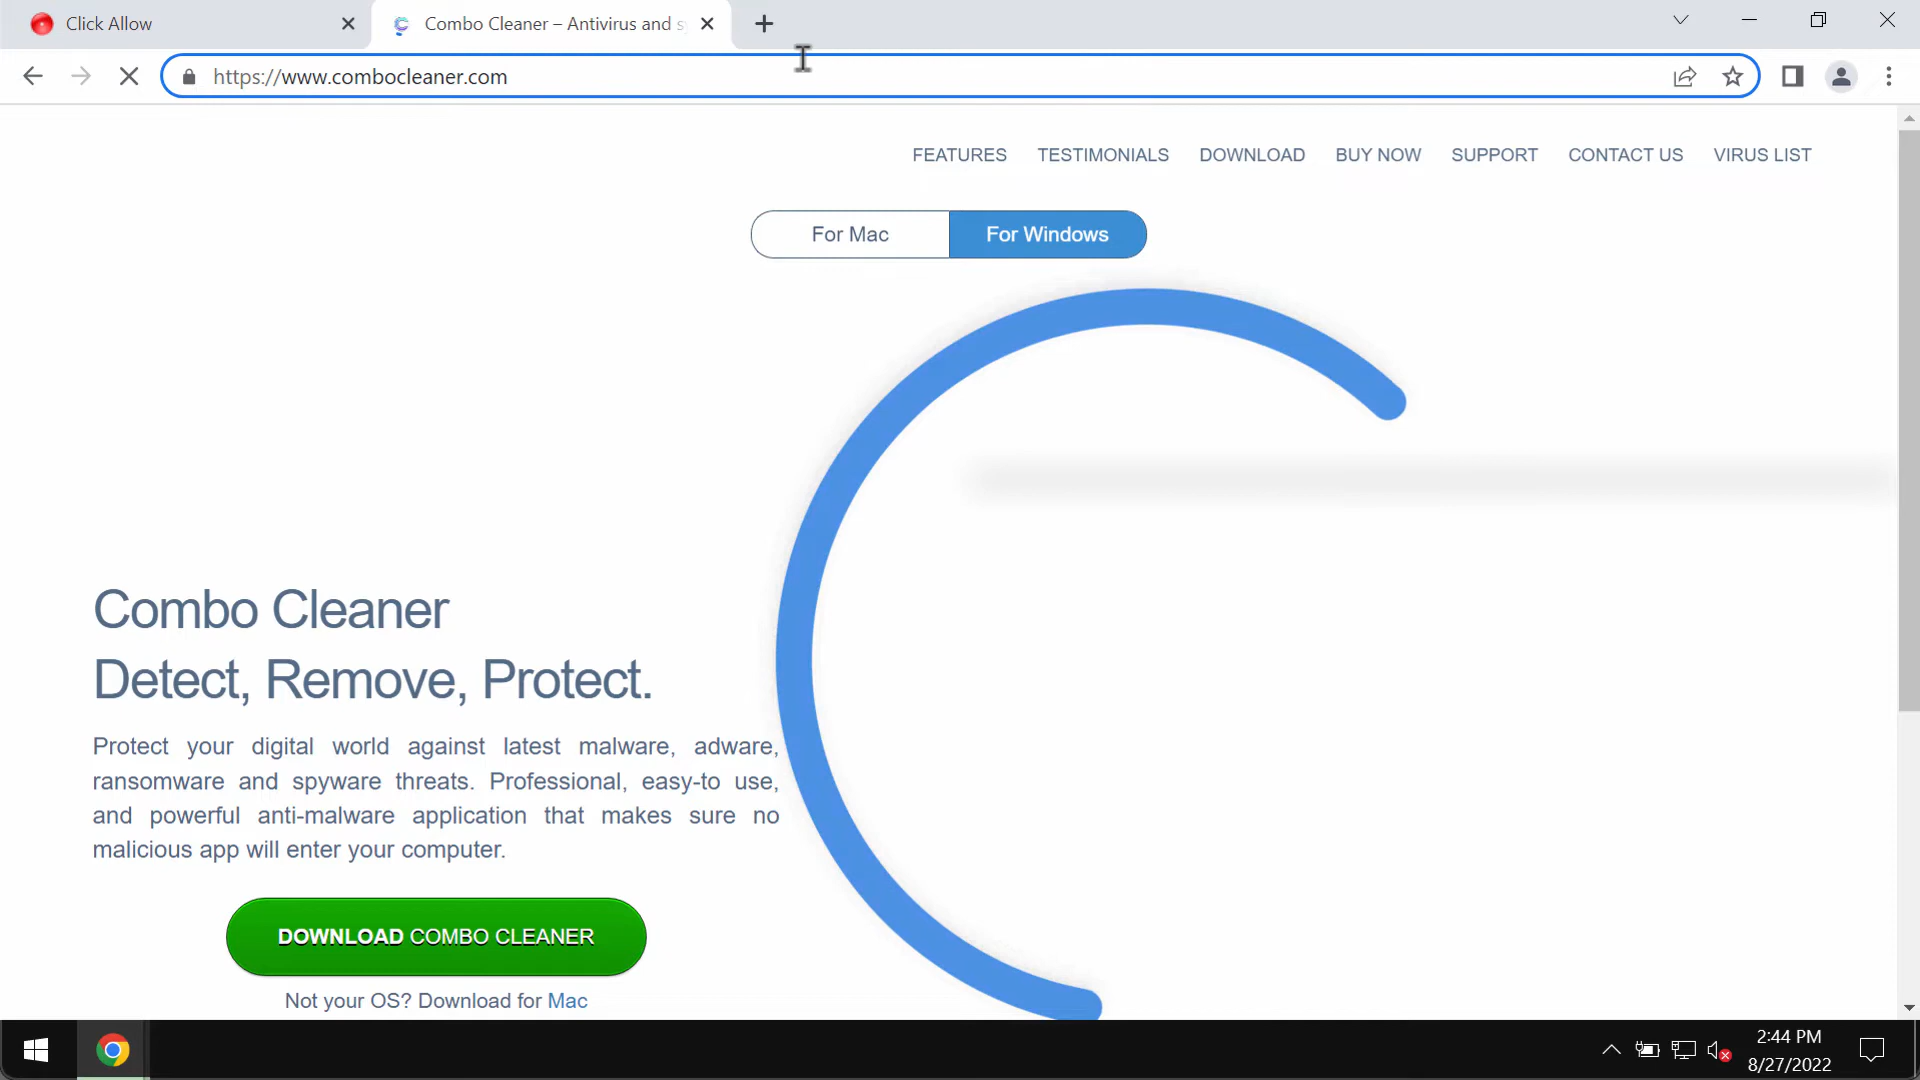 Click Allow
Combo Cleaner – Antivirus and s
https://www.combocleaner.com
FEATURES TESTIMONIALS DOWNLOAD BUY NOW SUPPORT CONTACT US VIRUS LIST
For Mac For Windows
Combo Cleaner
Detect, Remove, Protect.
Protect your digital world against latest malware, adware,
ransomware and spyware threats. Professional, easy-to use,
and powerful anti-malware application that makes sure no
malicious app will enter your computer.
DOWNLOAD COMBO CLEANER
Not your OS? Download for Mac
2:44 PM
8/27/2022